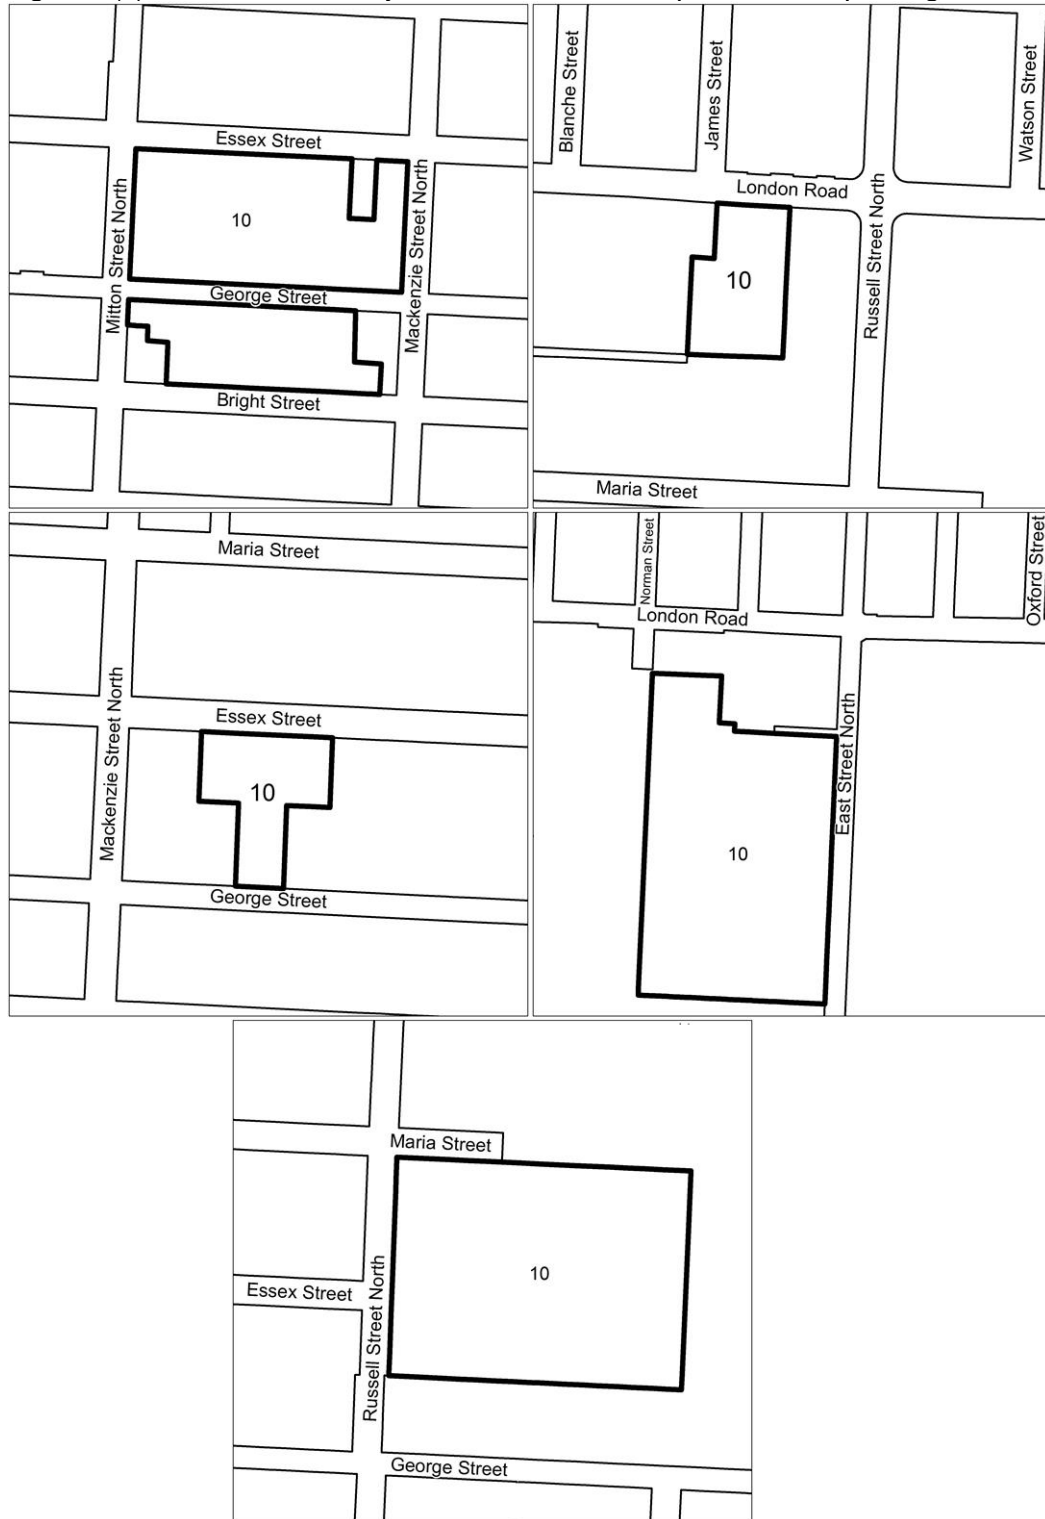 Essex Street
10
Mitton Street North
Mackenzie Street North
George Street
Bright Street
Blanche Street
James Street
Watson Street
London Road
Russell Street North
10
Maria Street
Maria Street
Mackenzie Street North
Essex Street
10
George Street
Norman Street
Oxford Street
London Road
East Street North
10
Maria Street
10
Essex Street
Russell Street North
George Street